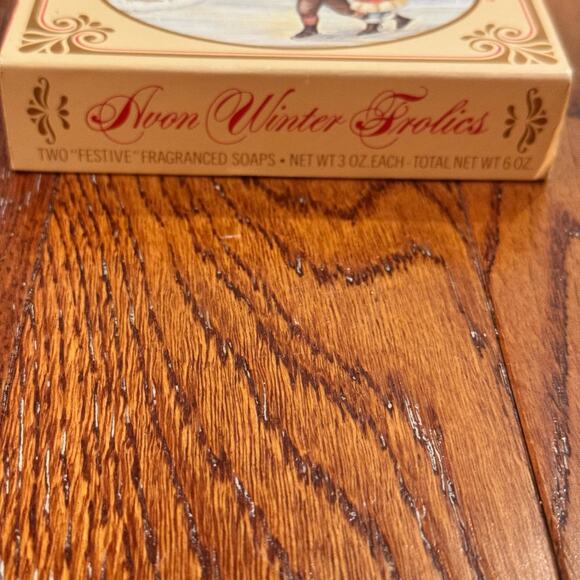 Avon Winter Frolics
TWO "FESTIVE" FRAGRANCED SOAPS • NET WT 3 OZ. EACH - TOTAL NET WT 6 OZ.